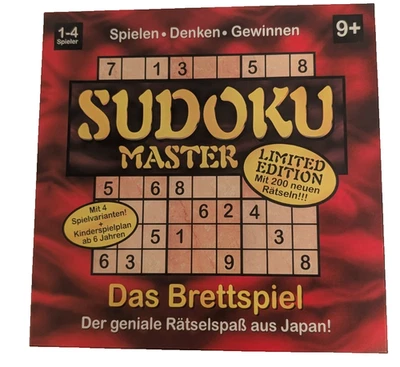 1-4
Spieler
Spielen • Denken • Gewinnen
9+
7 1 3 5 8
SUDOKU
MASTER
LIMITED
EDITION
Mit 200 neuen
Rätseln!!!
5 6 8
Mit 4
Spielvarianten!
+
Kinderspielplan
ab 6 Jahren
6 2 4
5 1 3
6 3 9 8
Das Brettspiel
Der geniale Rätselspaß aus Japan!